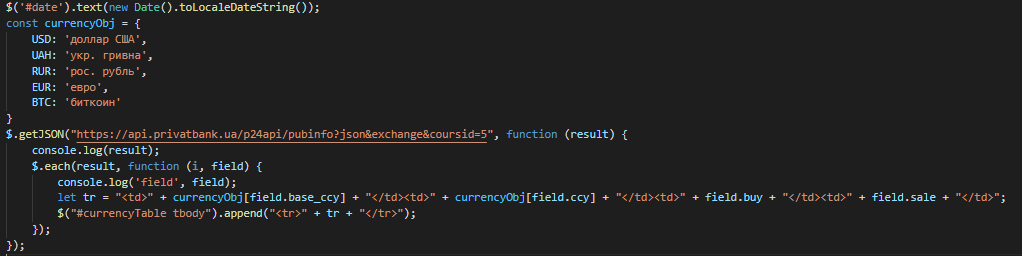 $('#date').text(new Date().toLocaleDateString());
const currencyObj = {
    USD: 'доллар США',
    UAH: 'укр. гривна',
    RUR: 'рос. рубль',
    EUR: 'евро',
    BTC: 'биткоин'
}
$.getJSON("https://api.privatbank.ua/p24api/pubinfo?json&exchange&coursid=5", function (result) {
    console.log(result);
    $.each(result, function (i, field) {
        console.log('field', field);
        let tr = "<td>" + currencyObj[field.base_ccy] + "</td><td>" + currencyObj[field.ccy] + "</td><td>" + field.buy + "</td><td>" + field.sale + "</td>";
        $("#currencyTable tbody").append("<tr>" + tr + "</tr>");
    });
});